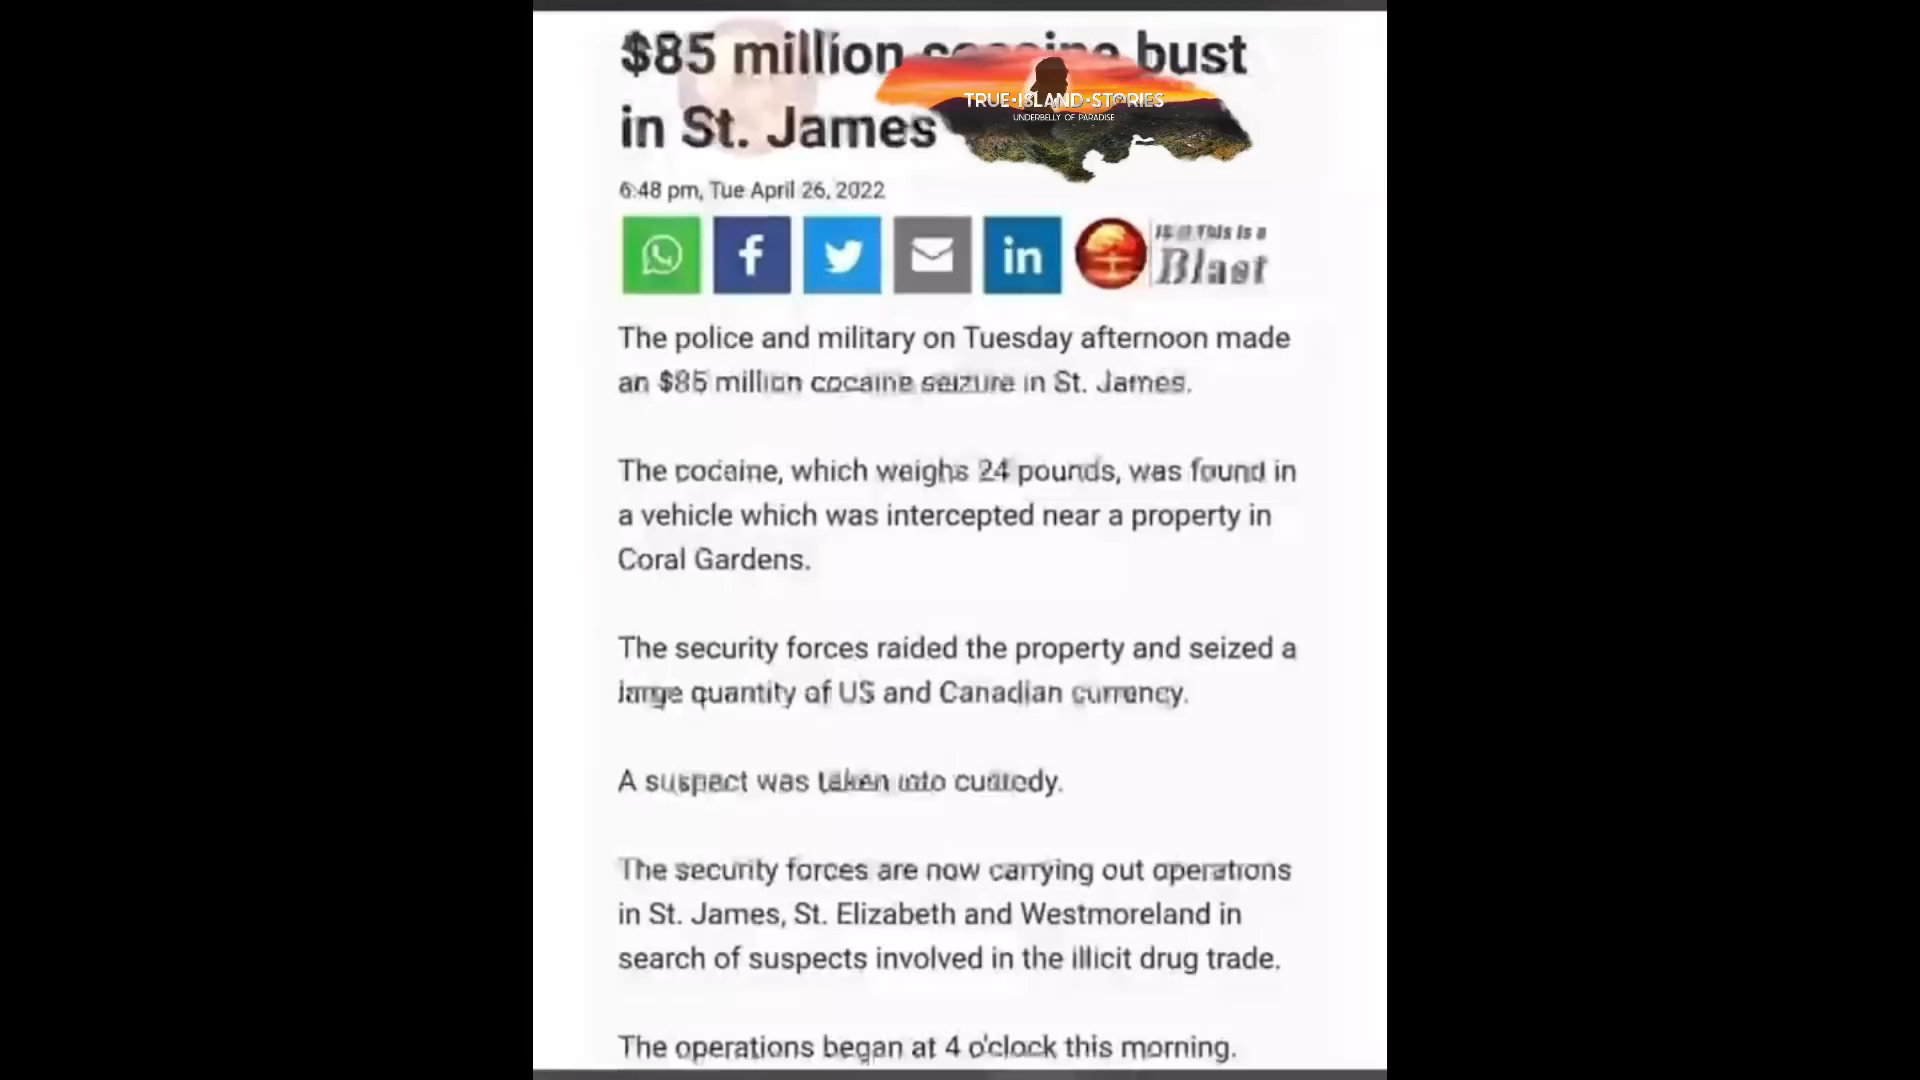 $85 million cocaine bust
in St. James
TRUE·ISLAND·STORIES
UNDERBELLY OF PARADISE
6:48 pm, Tue April 26, 2022
This is a
Blast
The police and military on Tuesday afternoon made
an $85 million cocaine seizure in St. James.
The cocaine, which weighs 24 pounds, was found in
a vehicle which was intercepted near a property in
Coral Gardens.
The security forces raided the property and seized a
large quantity of US and Canadian currency.
A suspect was taken into custody.
The security forces are now carrying out operations
in St. James, St. Elizabeth and Westmoreland in
search of suspects involved in the illicit drug trade.
The operations began at 4 o'clock this morning.